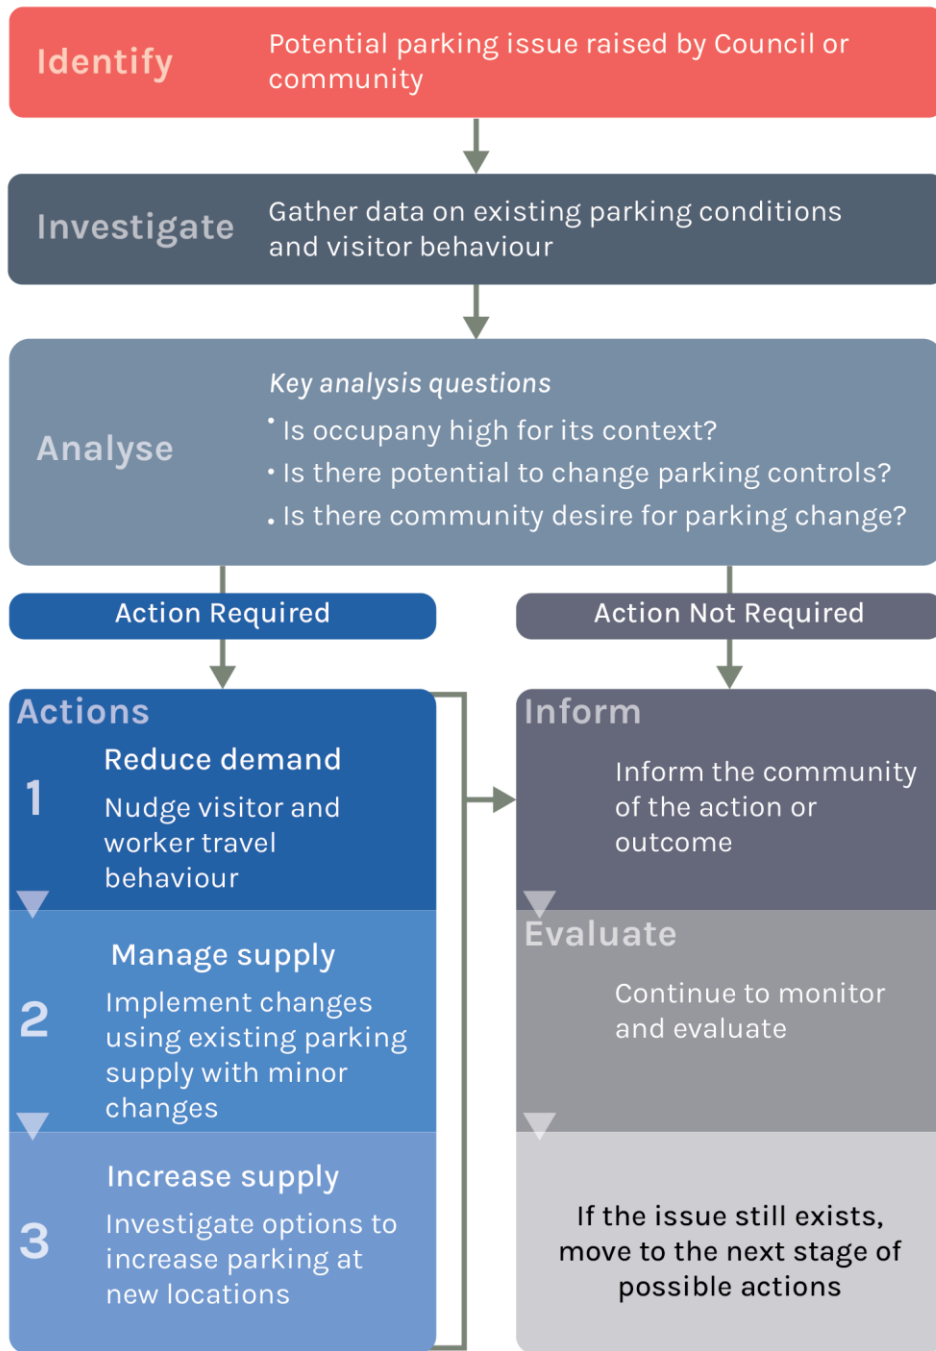 Identify
Potential parking issue raised by Council or
community
Investigate
Gather data on existing parking conditions
and visitor behaviour
Analyse
Key analysis questions
• Is occupany high for its context?
• Is there potential to change parking controls?
• Is there community desire for parking change?
Action Required
Action Not Required
Actions
1
Reduce demand
Nudge visitor and
worker travel
behaviour
2
Manage supply
Implement changes
using existing parking
supply with minor
changes
3
Increase supply
Investigate options to
increase parking at
new locations
Inform
Inform the community
of the action or
outcome
Evaluate
Continue to monitor
and evaluate
If the issue still exists,
move to the next stage of
possible actions